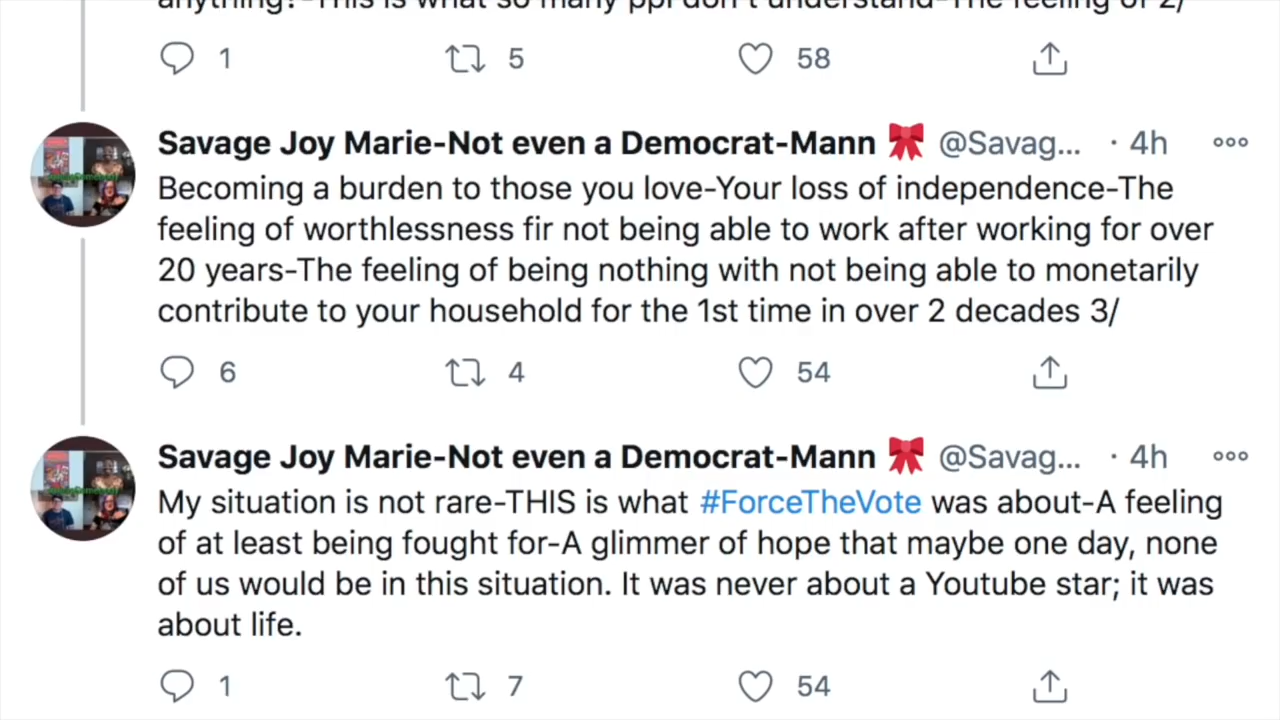 1 5 58
Savage Joy Marie-Not even a Democrat-Mann 🎀 @Savag... · 4h
Becoming a burden to those you love-Your loss of independence-The
feeling of worthlessness fir not being able to work after working for over
20 years-The feeling of being nothing with not being able to monetarily
contribute to your household for the 1st time in over 2 decades 3/
6 4 54
Savage Joy Marie-Not even a Democrat-Mann 🎀 @Savag... · 4h
My situation is not rare-THIS is what #ForceTheVote was about-A feeling
of at least being fought for-A glimmer of hope that maybe one day, none
of us would be in this situation. It was never about a Youtube star; it was
about life.
1 7 54